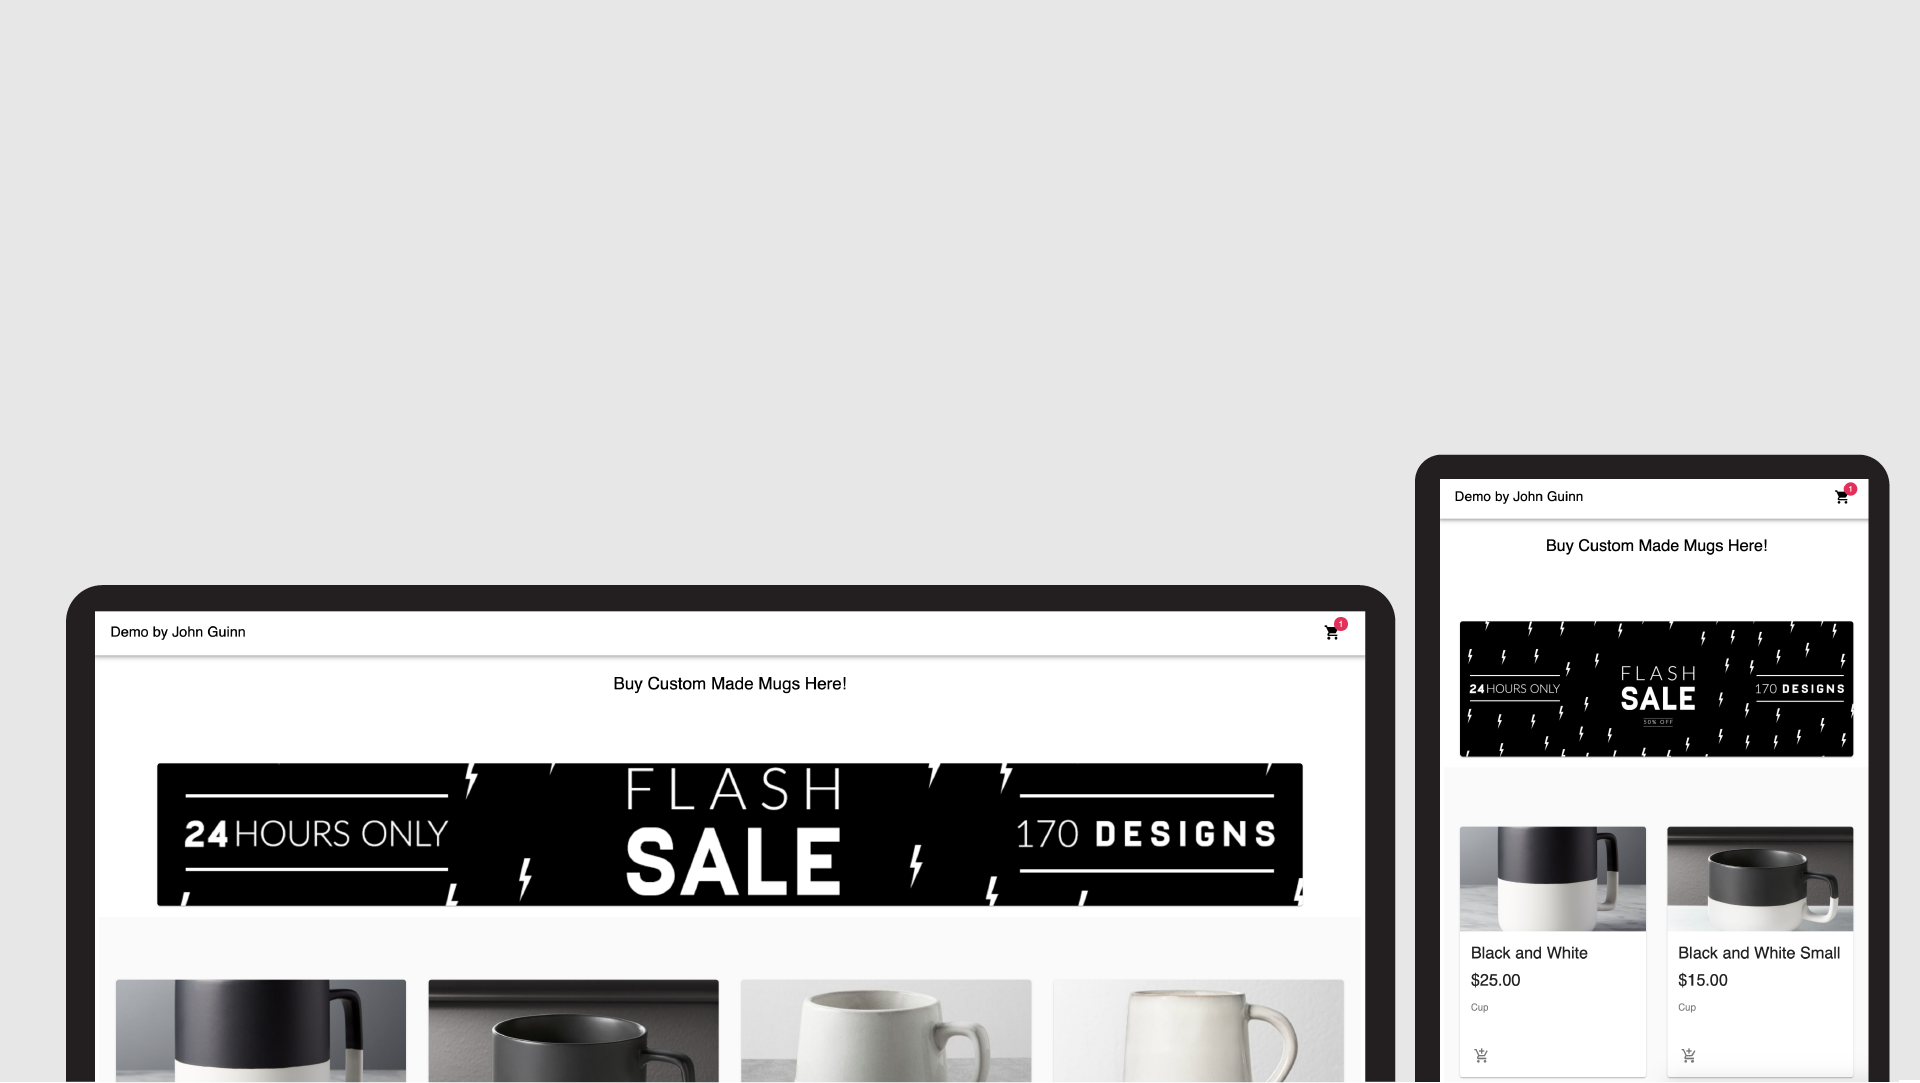 Demo by John Guinn
1
Buy Custom Made Mugs Here!
24 HOURS ONLY
FLASH
SALE
170 DESIGNS
Demo by John Guinn
1
Buy Custom Made Mugs Here!
24 HOURS ONLY
FLASH
SALE
50% OFF
170 DESIGNS
Black and White
$25.00
Cup
Black and White Small
$15.00
Cup